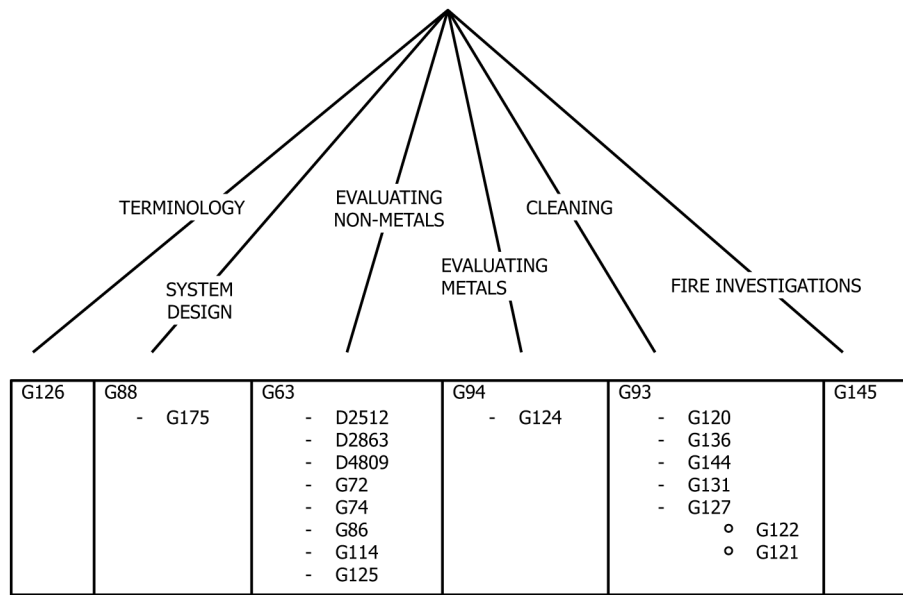 TERMINOLOGY
SYSTEM
DESIGN
EVALUATING
NON-METALS
EVALUATING
METALS
CLEANING
FIRE INVESTIGATIONS
G126
G88
- G175
G63
- D2512
- D2863
- D4809
- G72
- G74
- G86
- G114
- G125
G94
- G124
G93
- G120
- G136
- G144
- G131
- G127
o G122
o G121
G145